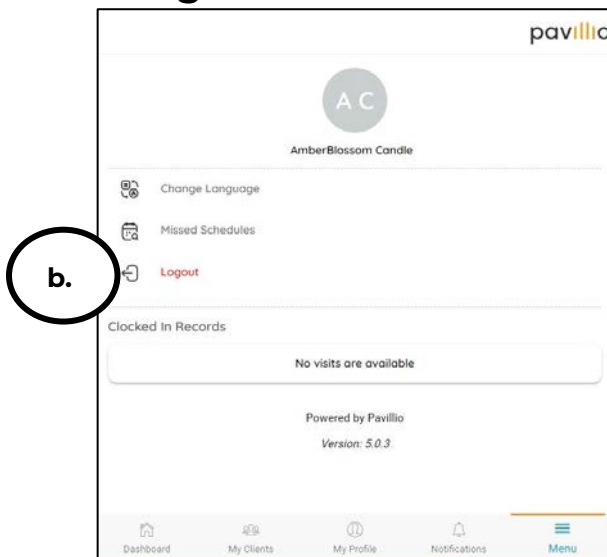 pavillio
A C
AmberBlossom Candle
Change Language
Missed Schedules
b.
Logout
Clocked In Records
No visits are available
Powered by Pavillio
Version: 5.0.3
Dashboard My Clients My Profile Notifications Menu